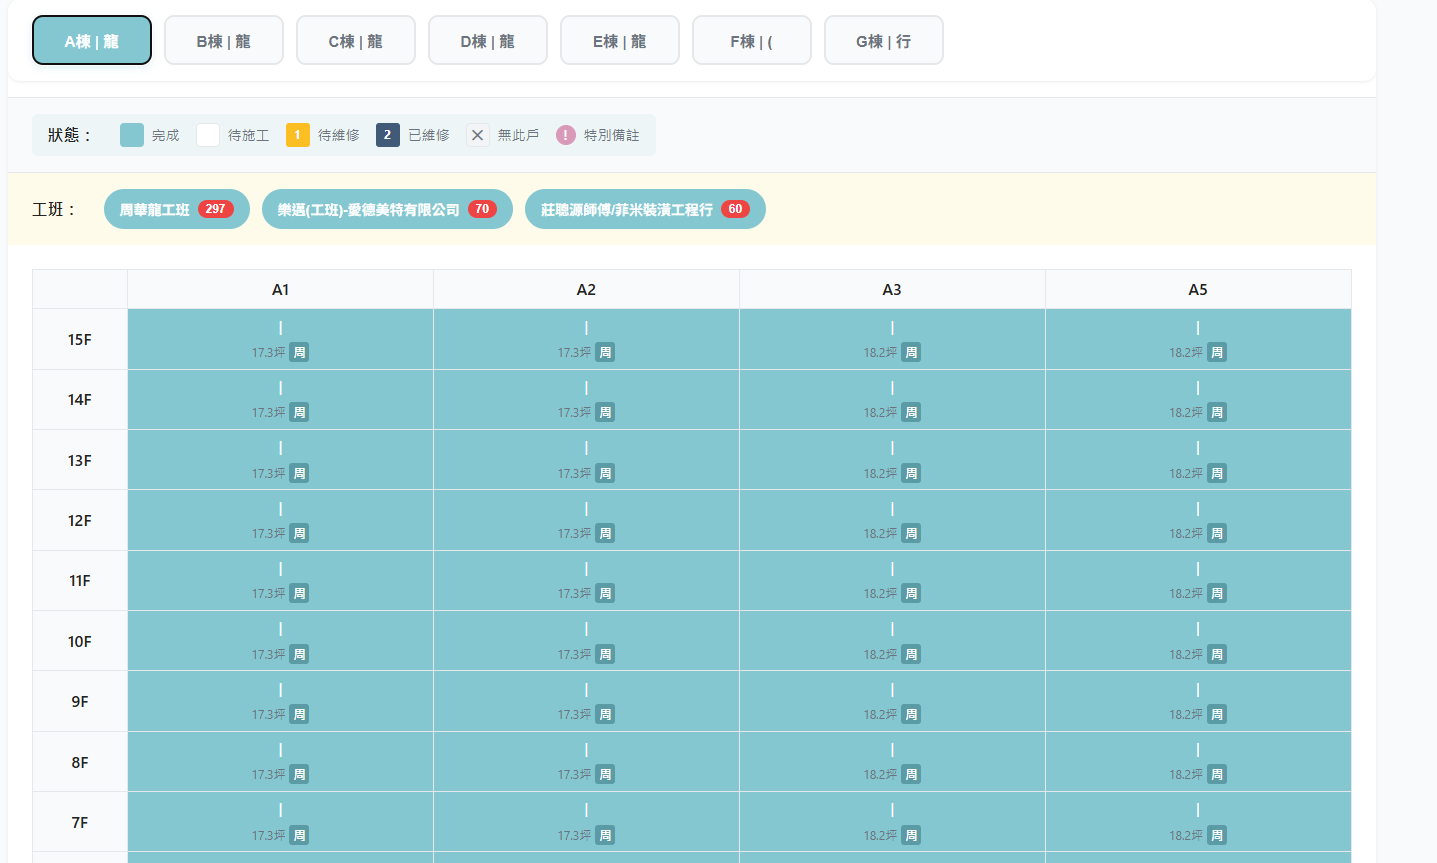 A棟 | 龍 B棟 | 龍 C棟 | 龍 D棟 | 龍 E棟 | 龍 F棟 | ( G棟 | 行
狀態： 完成 待施工 1 待維修 2 已維修 ✕ 無此戶 ! 特別備註
工班： 周華龍工班 297 樂邁(工班)-愛德美特有限公司 70 莊聰源師傅/菲米裝潢工程行 60
A1 A2 A3 A5
| | | |
15F
17.3坪 周 17.3坪 周 18.2坪 周 18.2坪 周
| | | |
14F
17.3坪 周 17.3坪 周 18.2坪 周 18.2坪 周
| | | |
13F
17.3坪 周 17.3坪 周 18.2坪 周 18.2坪 周
| | | |
12F
17.3坪 周 17.3坪 周 18.2坪 周 18.2坪 周
| | | |
11F
17.3坪 周 17.3坪 周 18.2坪 周 18.2坪 周
| | | |
10F
17.3坪 周 17.3坪 周 18.2坪 周 18.2坪 周
| | | |
9F
17.3坪 周 17.3坪 周 18.2坪 周 18.2坪 周
| | | |
8F
17.3坪 周 17.3坪 周 18.2坪 周 18.2坪 周
| | | |
7F
17.3坪 周 17.3坪 周 18.2坪 周 18.2坪 周